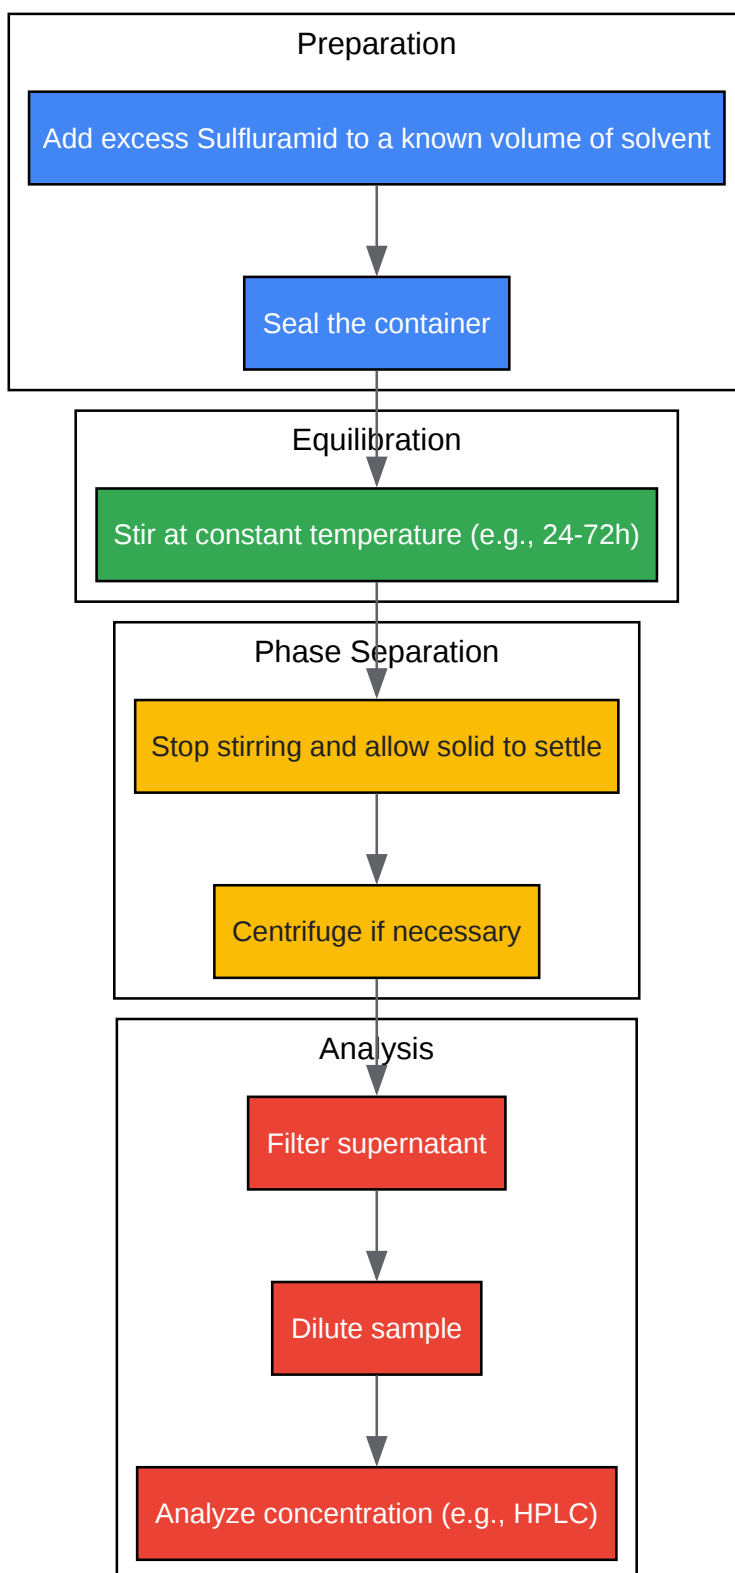 Preparation
Add excess Sulfluramid to a known volume of solvent
Seal the container
Equilibration
Stir at constant temperature (e.g., 24-72h)
Phase Separation
Stop stirring and allow solid to settle
Centrifuge if necessary
Analysis
Filter supernatant
Dilute sample
Analyze concentration (e.g., HPLC)